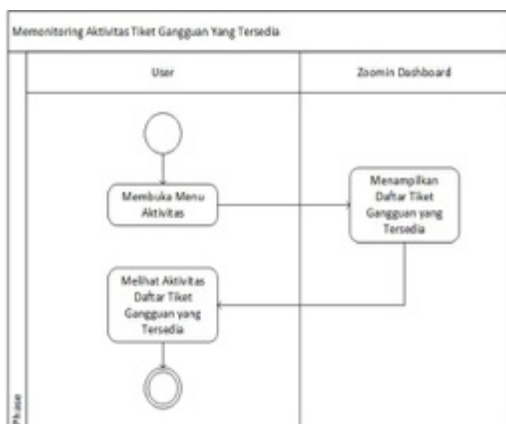 Memonitoring Aktivitas Tiket Gangguan Yang Tersedia
User
Zoomin Dashboard
Membuka Menu
Aktivitas
Menampilkan
Daftar Tiket
Gangguan yang
Tersedia
Melihat Aktivitas
Daftar Tiket
Gangguan yang
Tersedia
Phase